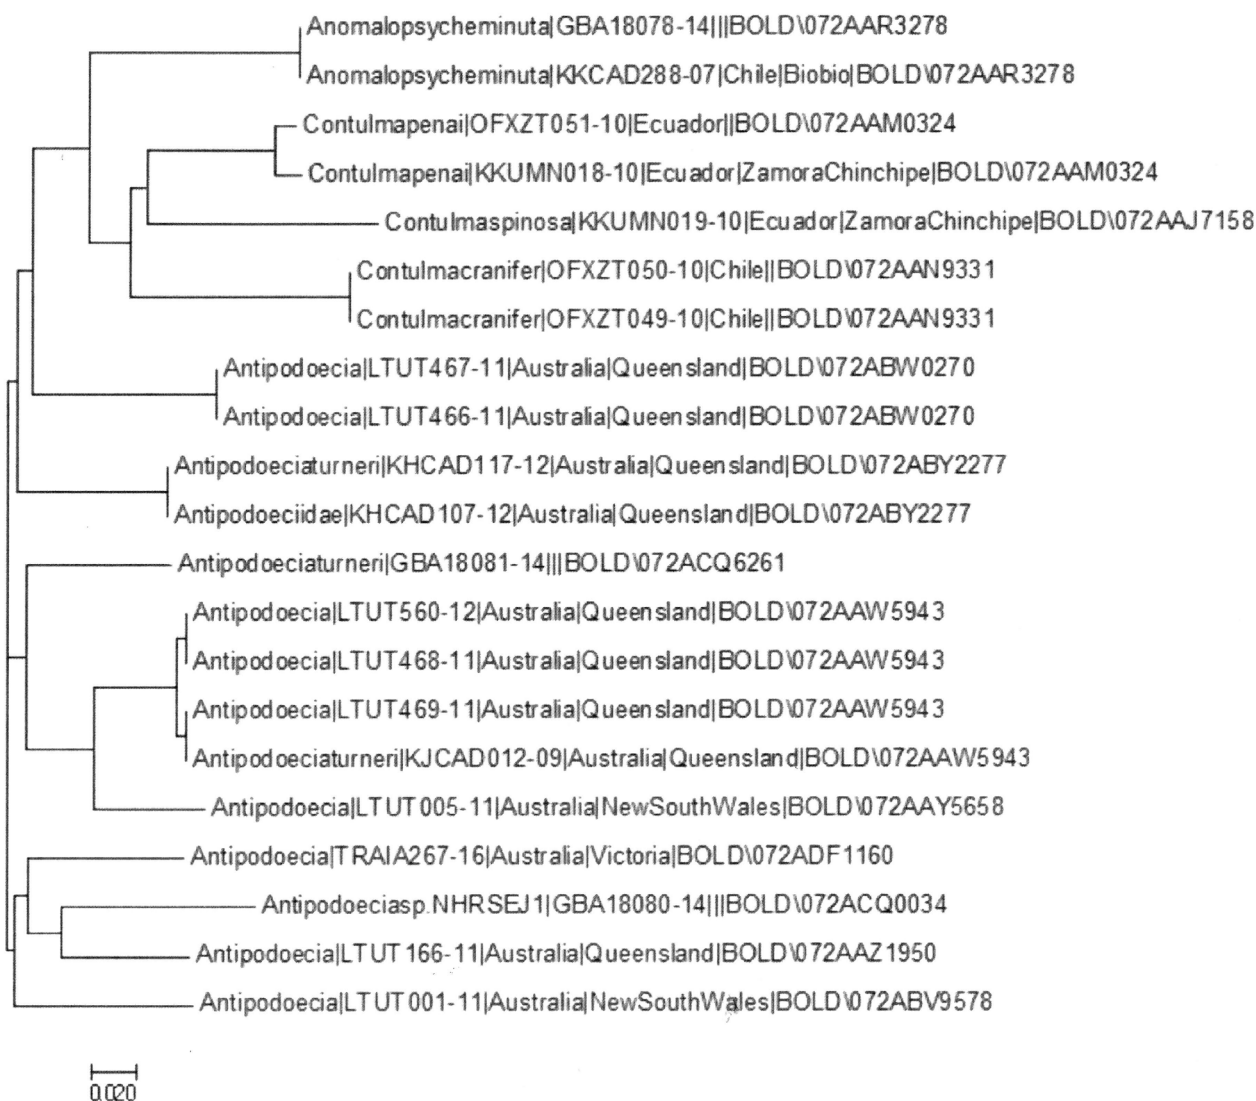 Anomalopsycheminuta|GBA18078-14|||BOLD\072AAR3278
Anomalopsycheminuta|KKCAD288-07|Chile|Biobio|BOLD\072AAR3278
Contulmapenai|OFXZT051-10|Ecuador||BOLD\072AAM0324
Contulmapenai|KKUMN018-10|Ecuador|ZamoraChinchipe|BOLD\072AAM0324
Contulmaspinosa|KKUMN019-10|Ecuador|ZamoraChinchipe|BOLD\072AAJ7158
Contulmacranifer|OFXZT050-10|Chile||BOLD\072AAN9331
Contulmacranifer|OFXZT049-10|Chile||BOLD\072AAN9331
Antipodoecia|LTUT467-11|Australia|Queensland|BOLD\072ABW0270
Antipodoecia|LTUT466-11|Australia|Queensland|BOLD\072ABW0270
Antipodoeciaturneri|KHCAD117-12|Australia|Queensland|BOLD\072ABY2277
Antipodoeciidae|KHCAD107-12|Australia|Queensland|BOLD\072ABY2277
Antipodoeciaturneri|GBA18081-14|||BOLD\072ACQ6261
Antipodoecia|LTUT560-12|Australia|Queensland|BOLD\072AAW5943
Antipodoecia|LTUT468-11|Australia|Queensland|BOLD\072AAW5943
Antipodoecia|LTUT469-11|Australia|Queensland|BOLD\072AAW5943
Antipodoeciaturneri|KJCAD012-09|Australia|Queensland|BOLD\072AAW5943
Antipodoecia|LTUT005-11|Australia|NewSouthWales|BOLD\072AAY5658
Antipodoecia|TRAIA267-16|Australia|Victoria|BOLD\072ADF1160
Antipodoeciasp.NHRSEJ1|GBA18080-14|||BOLD\072ACQ0034
Antipodoecia|LTUT166-11|Australia|Queensland|BOLD\072AAZ1950
Antipodoecia|LTUT001-11|Australia|NewSouthWales|BOLD\072ABV9578
0.020